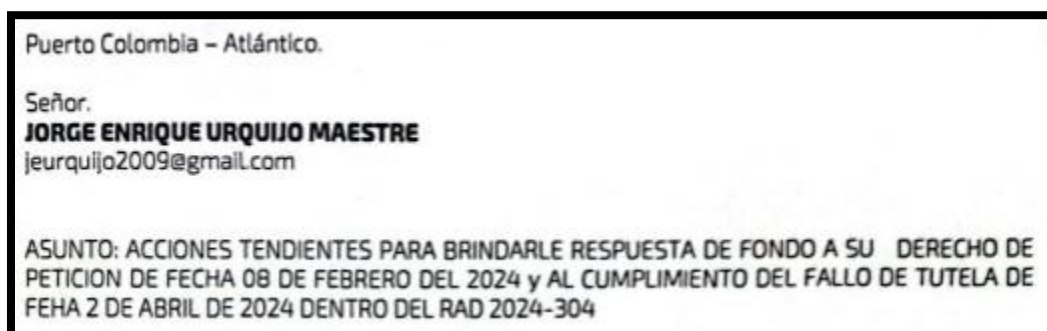 Puerto Colombia – Atlántico.
Señor.
JORGE ENRIQUE URQUIJO MAESTRE
jeurquijo2009@gmail.com
ASUNTO: ACCIONES TENDIENTES PARA BRINDARLE RESPUESTA DE FONDO A SU DERECHO DE
PETICION DE FECHA 08 DE FEBRERO DEL 2024 y AL CUMPLIMIENTO DEL FALLO DE TUTELA DE
FEHA 2 DE ABRIL DE 2024 DENTRO DEL RAD 2024-304